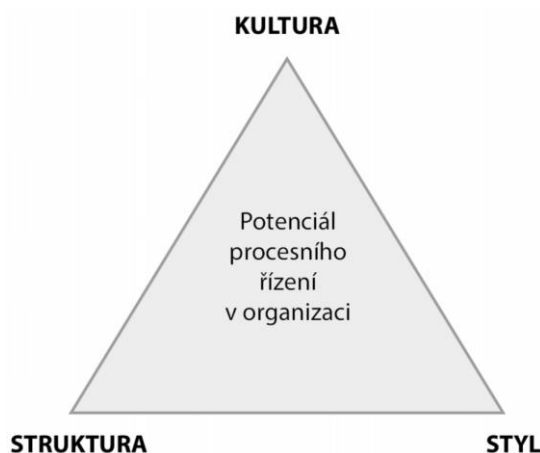 KULTURA
Potenciál
procesního
řízení
v organizaci
STRUKTURA
STYL